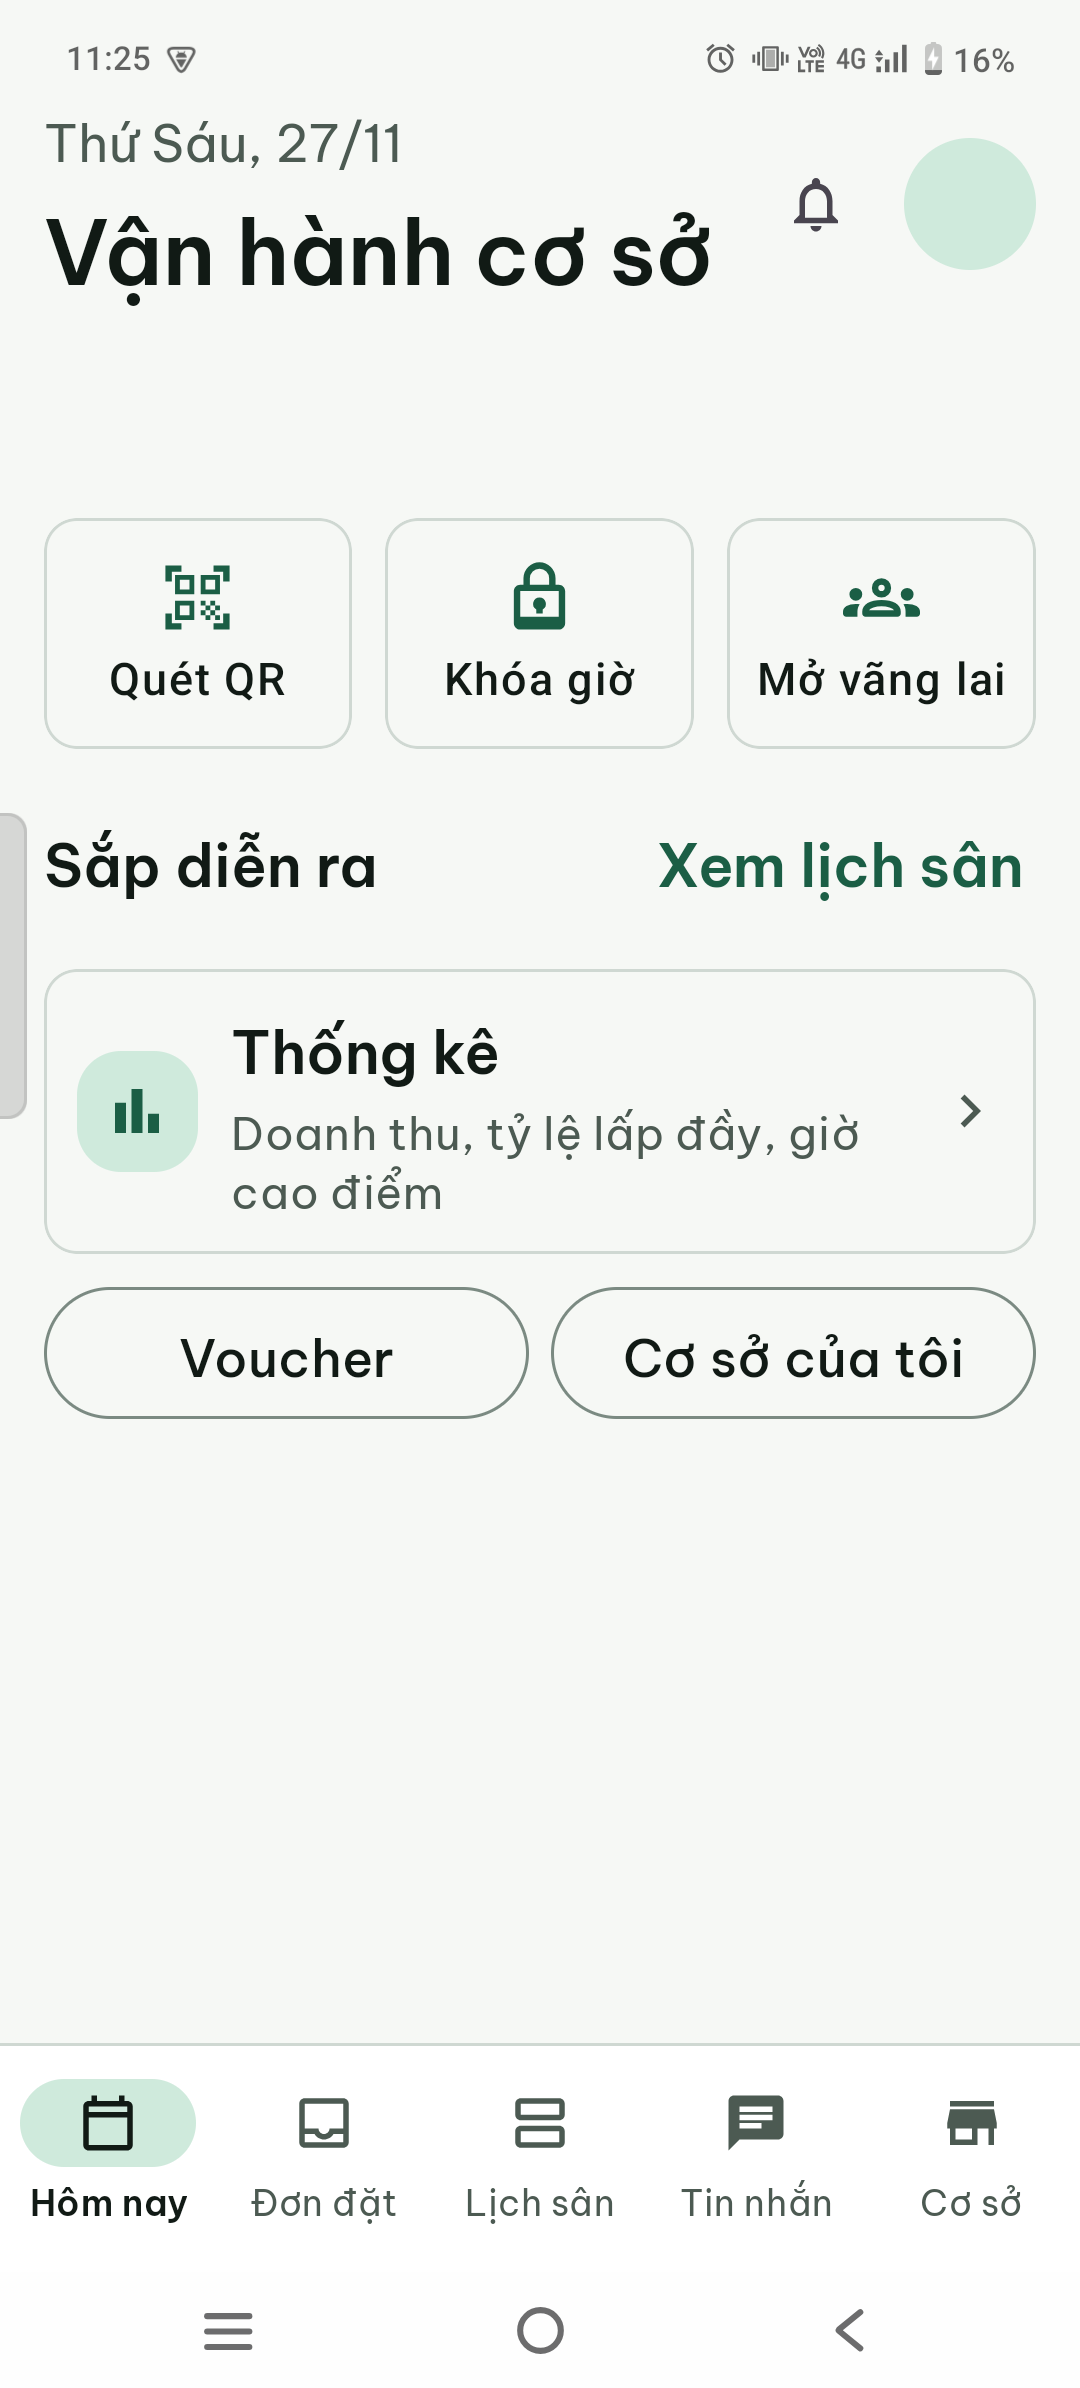 11:25
4G
16%
Thứ Sáu, 27/11
Vận hành cơ sở
Quét QR
Khóa giờ
Mở vãng lai
Sắp diễn ra
Xem lịch sân
Thống kê
Doanh thu, tỷ lệ lấp đầy, giờ
cao điểm
Voucher
Cơ sở của tôi
Hôm nay
Đơn đặt
Lịch sân
Tin nhắn
Cơ sở